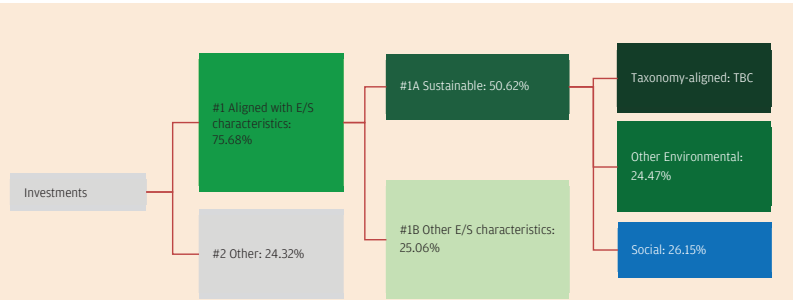 Investments
#1 Aligned with E/S
characteristics:
75.68%
#2 Other: 24.32%
#1A Sustainable: 50.62%
#1B Other E/S characteristics:
25.06%
Taxonomy-aligned: TBC
Other Environmental:
24.47%
Social: 26.15%